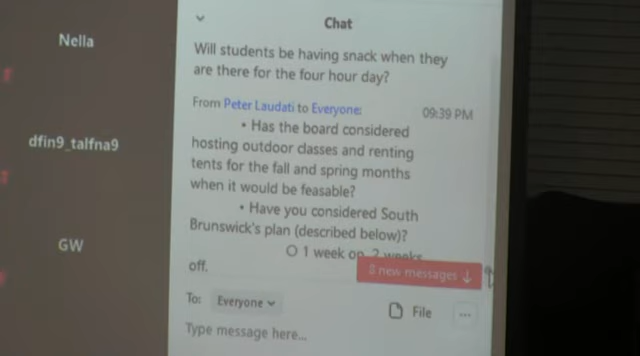 Nella
dfin9_talfna9
GW
Chat
Will students be having snack when they
are there for the four hour day?
From Peter Laudati to Everyone:
09:39 PM
• Has the board considered
hosting outdoor classes and renting
tents for the fall and spring months
when it would be feasable?
• Have you considered South
Brunswick's plan (described below)?
O 1 week on, 2 weeks
off.
8 new messages ↓
To: Everyone
File
...
Type message here...